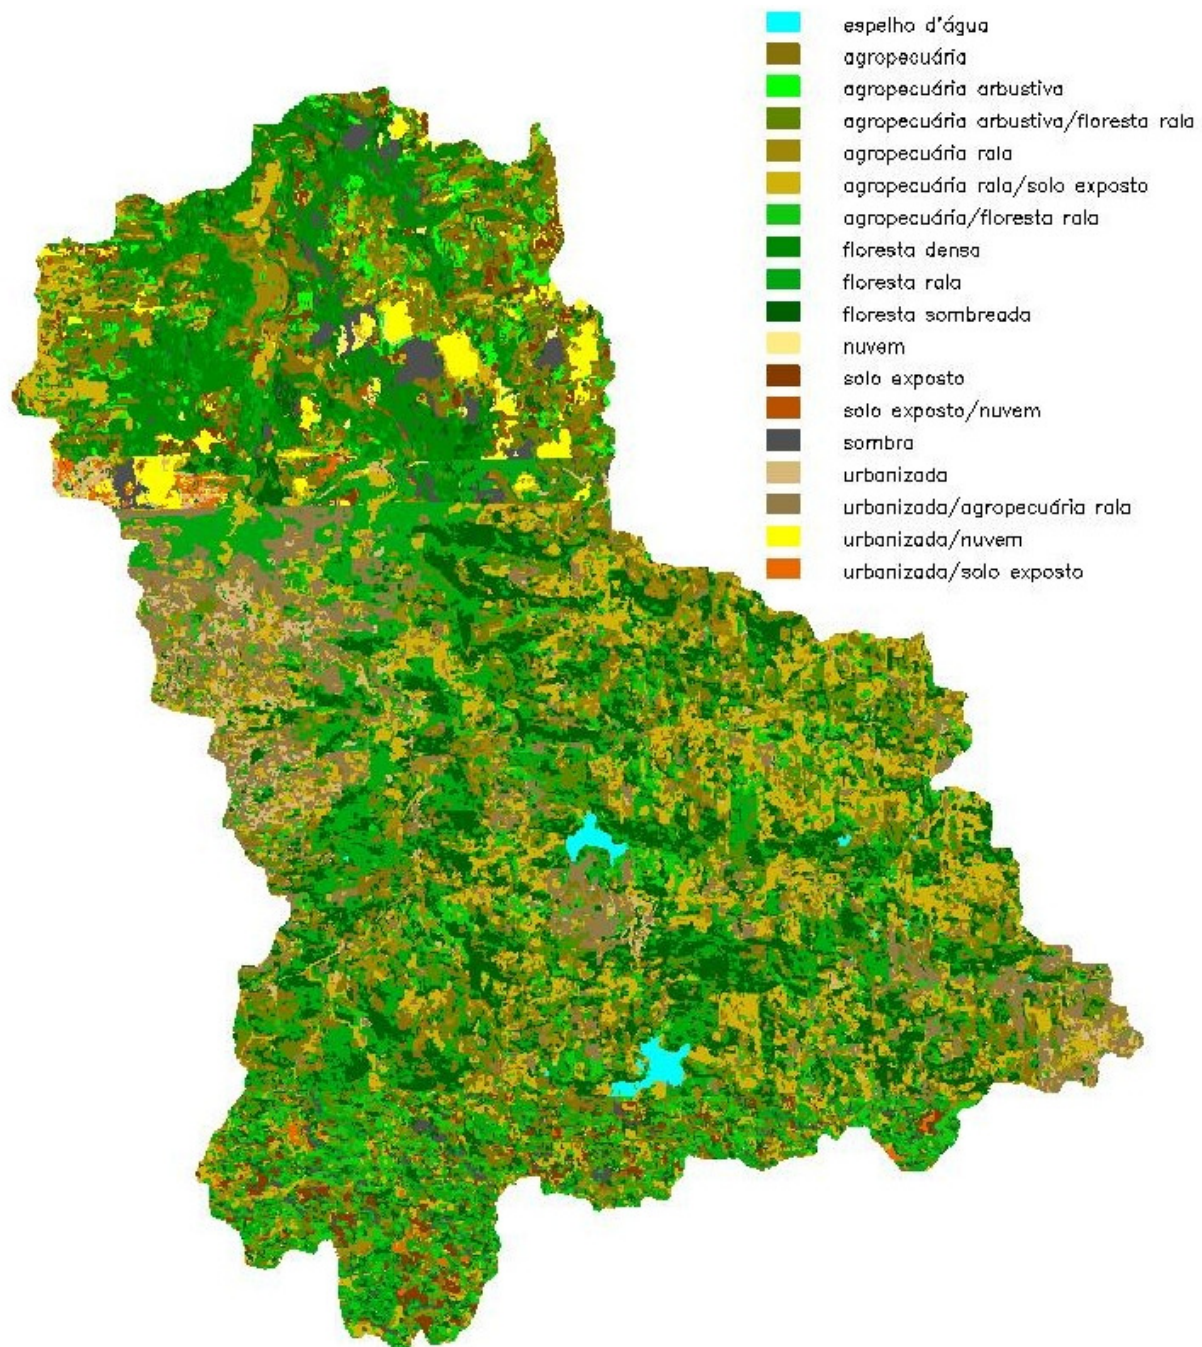 espelho d'água
agropecuária
agropecuária arbustiva
agropecuária arbustiva/floresta rala
agropecuária rala
agropecuária rala/solo exposto
agropecuária/floresta rala
floresta densa
floresta rala
floresta sombreada
nuvem
solo exposto
solo exposto/nuvem
sombra
urbanizada
urbanizada/agropecuária rala
urbanizada/nuvem
urbanizada/solo exposto